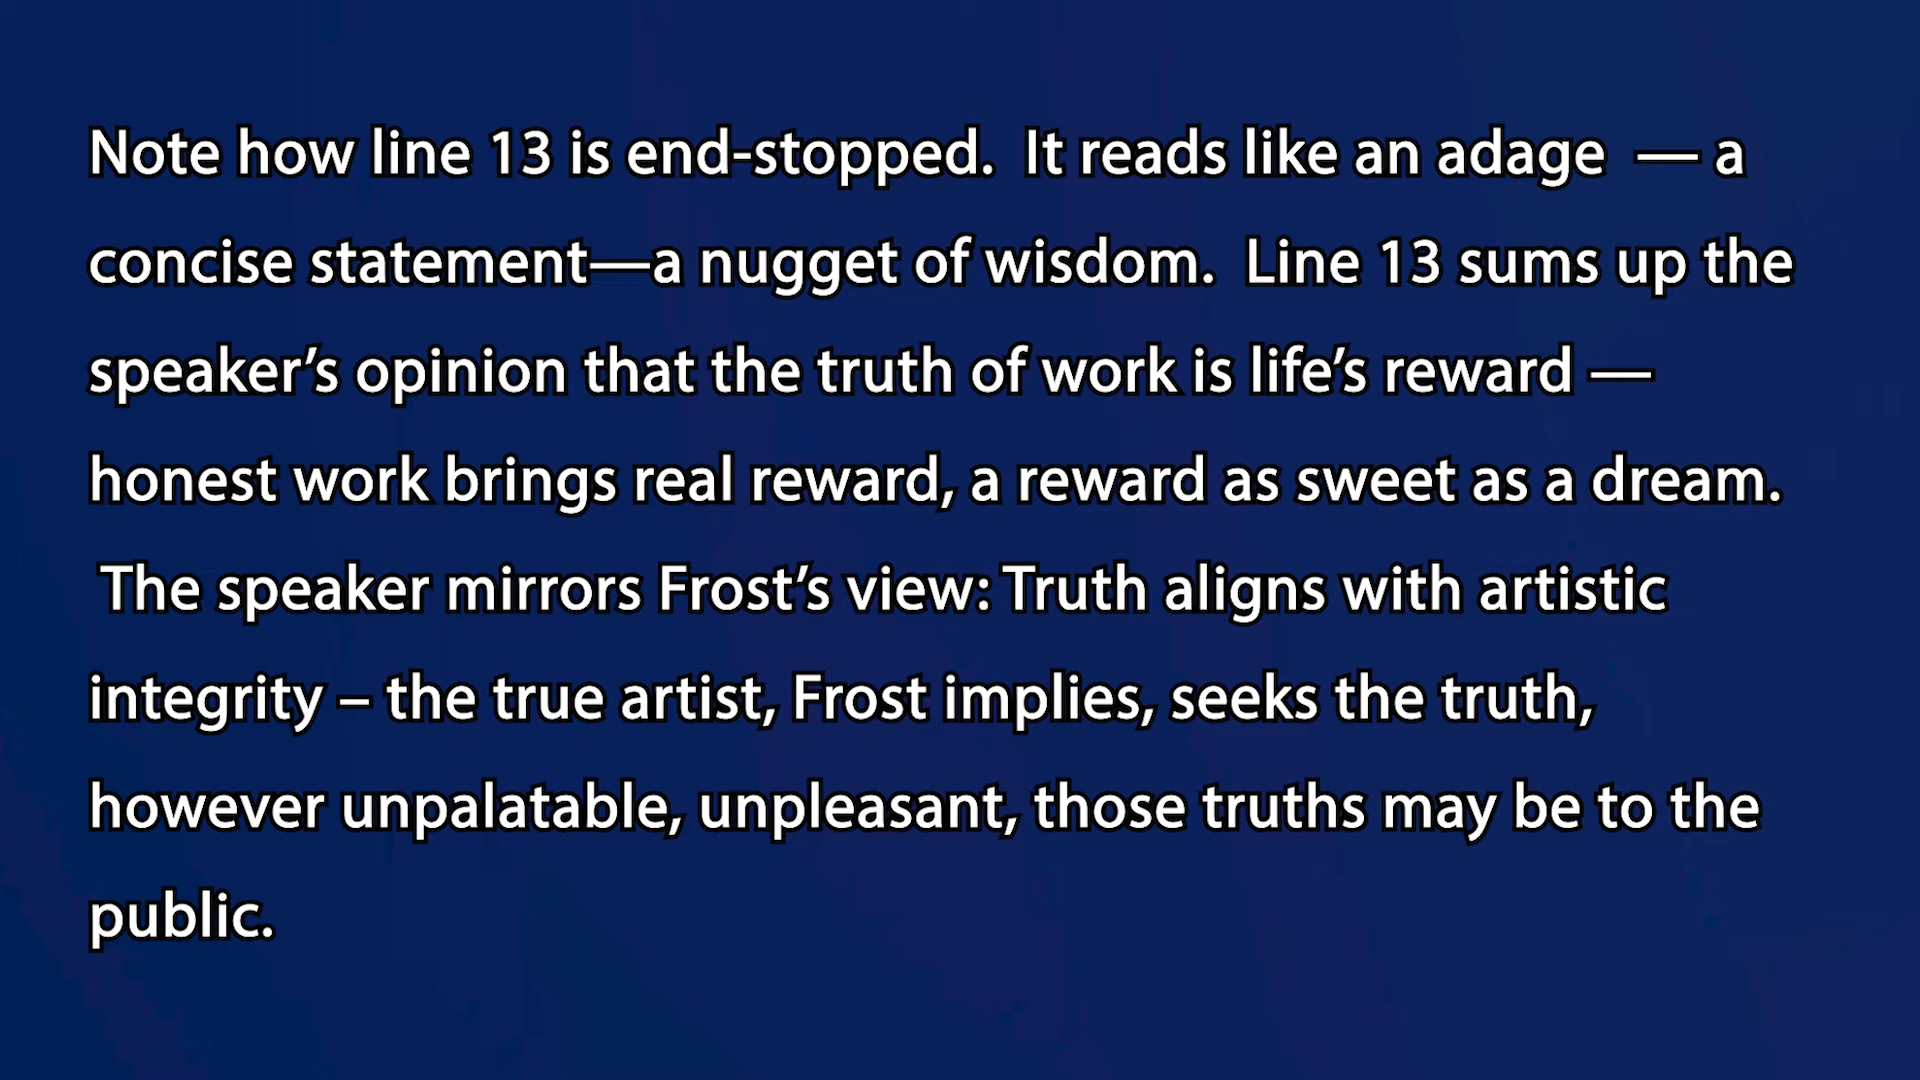 Note how line 13 is end-stopped.  It reads like an adage  — a
concise statement—a nugget of wisdom.  Line 13 sums up the
speaker’s opinion that the truth of work is life’s reward —
honest work brings real reward, a reward as sweet as a dream.
The speaker mirrors Frost’s view: Truth aligns with artistic
integrity – the true artist, Frost implies, seeks the truth,
however unpalatable, unpleasant, those truths may be to the
public.